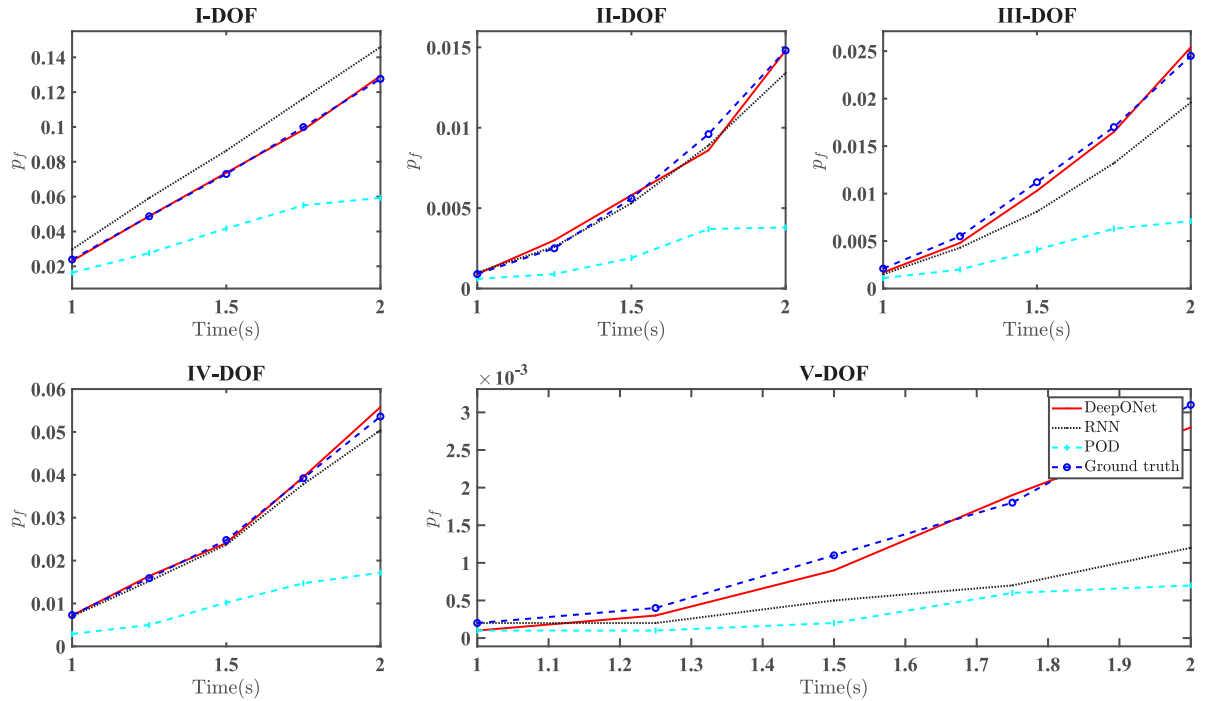 I-DOF
0.14
0.12
0.1
0.08
0.06
0.04
0.02
p_f
1
1.5
2
Time(s)
II-DOF
0.015
0.01
0.005
0
p_f
1
1.5
2
Time(s)
III-DOF
0.025
0.02
0.015
0.01
0.005
0
p_f
1
1.5
2
Time(s)
IV-DOF
0.06
0.05
0.04
0.03
0.02
0.01
0
p_f
1
1.5
2
Time(s)
V-DOF
× 10⁻³
3
2.5
2
1.5
1
0.5
0
p_f
1
1.1
1.2
1.3
1.4
1.5
1.6
1.7
1.8
1.9
2
Time(s)
DeepONet
RNN
POD
Ground truth